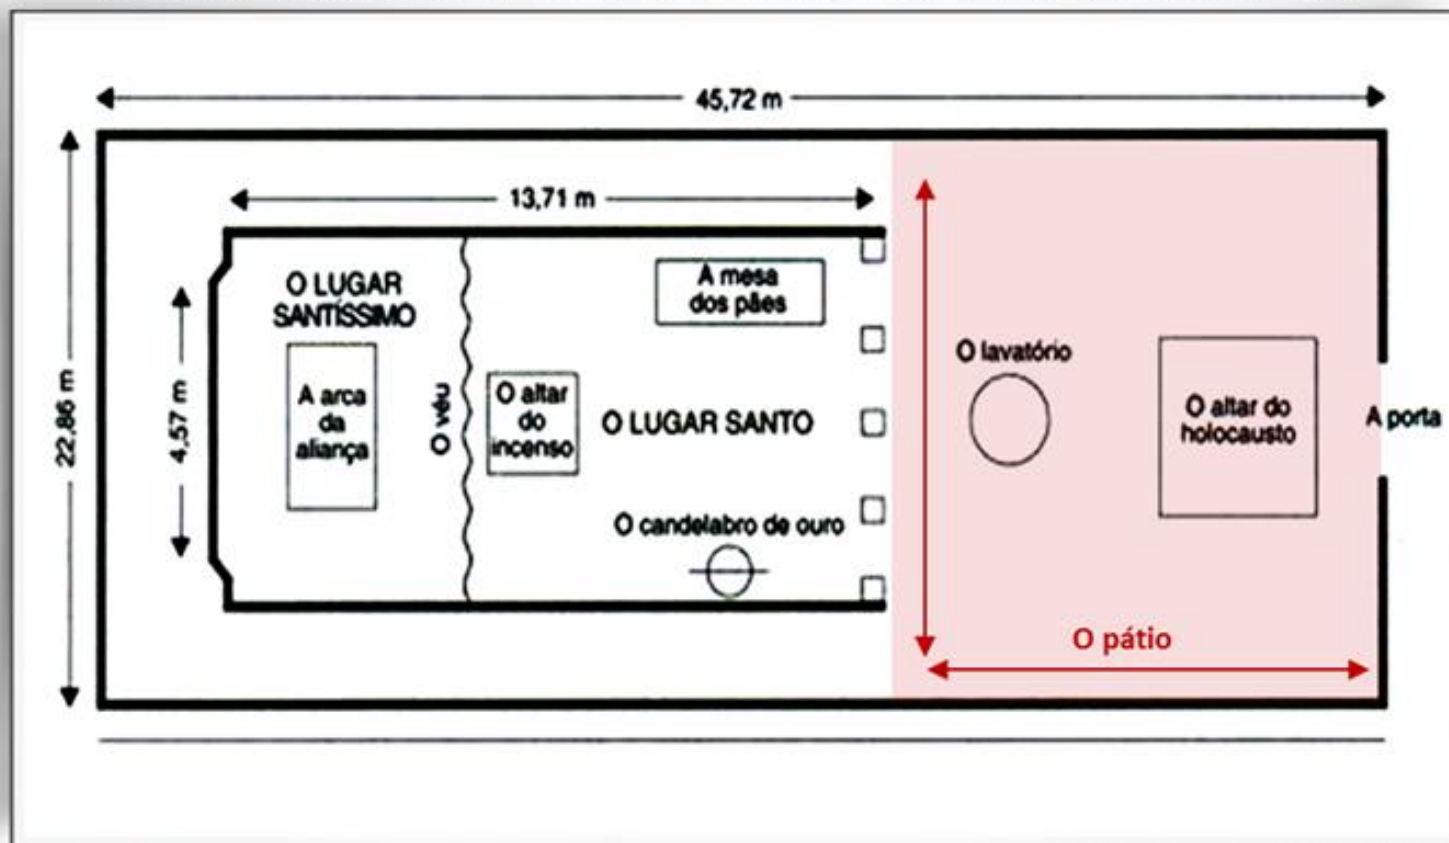 45,72 m
13,71 m
22,86 m
4,57 m
O LUGAR
SANTÍSSIMO
A arca
da
aliança
O véu
O altar
do
incenso
A mesa
dos pães
O LUGAR SANTO
O candelabro de ouro
O lavatório
O altar do
holocausto
A porta
O pátio